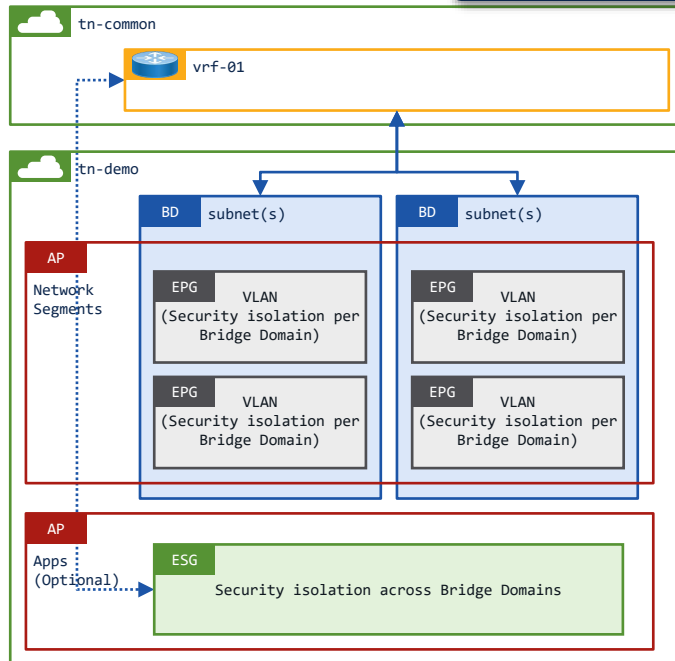 tn-common
vrf-01
tn-demo
BD
subnet(s)
BD
subnet(s)
AP
Network
Segments
EPG
VLAN
(Security isolation per
Bridge Domain)
EPG
VLAN
(Security isolation per
Bridge Domain)
EPG
VLAN
(Security isolation per
Bridge Domain)
EPG
VLAN
(Security isolation per
Bridge Domain)
AP
Apps
(Optional)
ESG
Security isolation across Bridge Domains